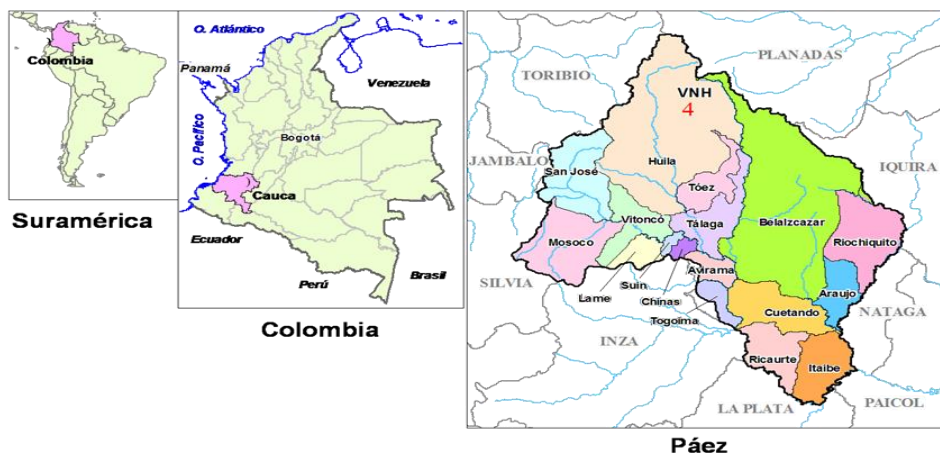 Colombia
Suramérica
O. Atlántico
Panamá
Venezuela
O. Pacífico
Bogotá
Cauca
Ecuador
Perú
Brasil
Colombia
PLANADAS
TORIBIO
VNH
4
JAMBALO
IQUIRA
Huila
San José
Tóez
Vitoncó
Tálaga
Belalzcazar
Mosoco
Riochiquito
Avirama
SILVIA
Lame
Suin
Chinas
Araujo
Togoima
Cuetando
NATAGA
INZA
Ricaurte
Itaibe
LA PLATA
PAICOL
Páez